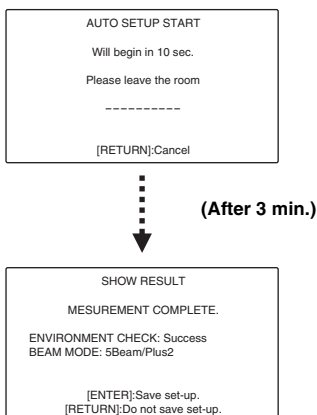 AUTO SETUP START
Will begin in 10 sec.
Please leave the room
__________
[RETURN]:Cancel
(After 3 min.)
SHOW RESULT
MESUREMENT COMPLETE.
ENVIRONMENT CHECK: Success
BEAM MODE: 5Beam/Plus2
[ENTER]:Save set-up.
[RETURN]:Do not save set-up.